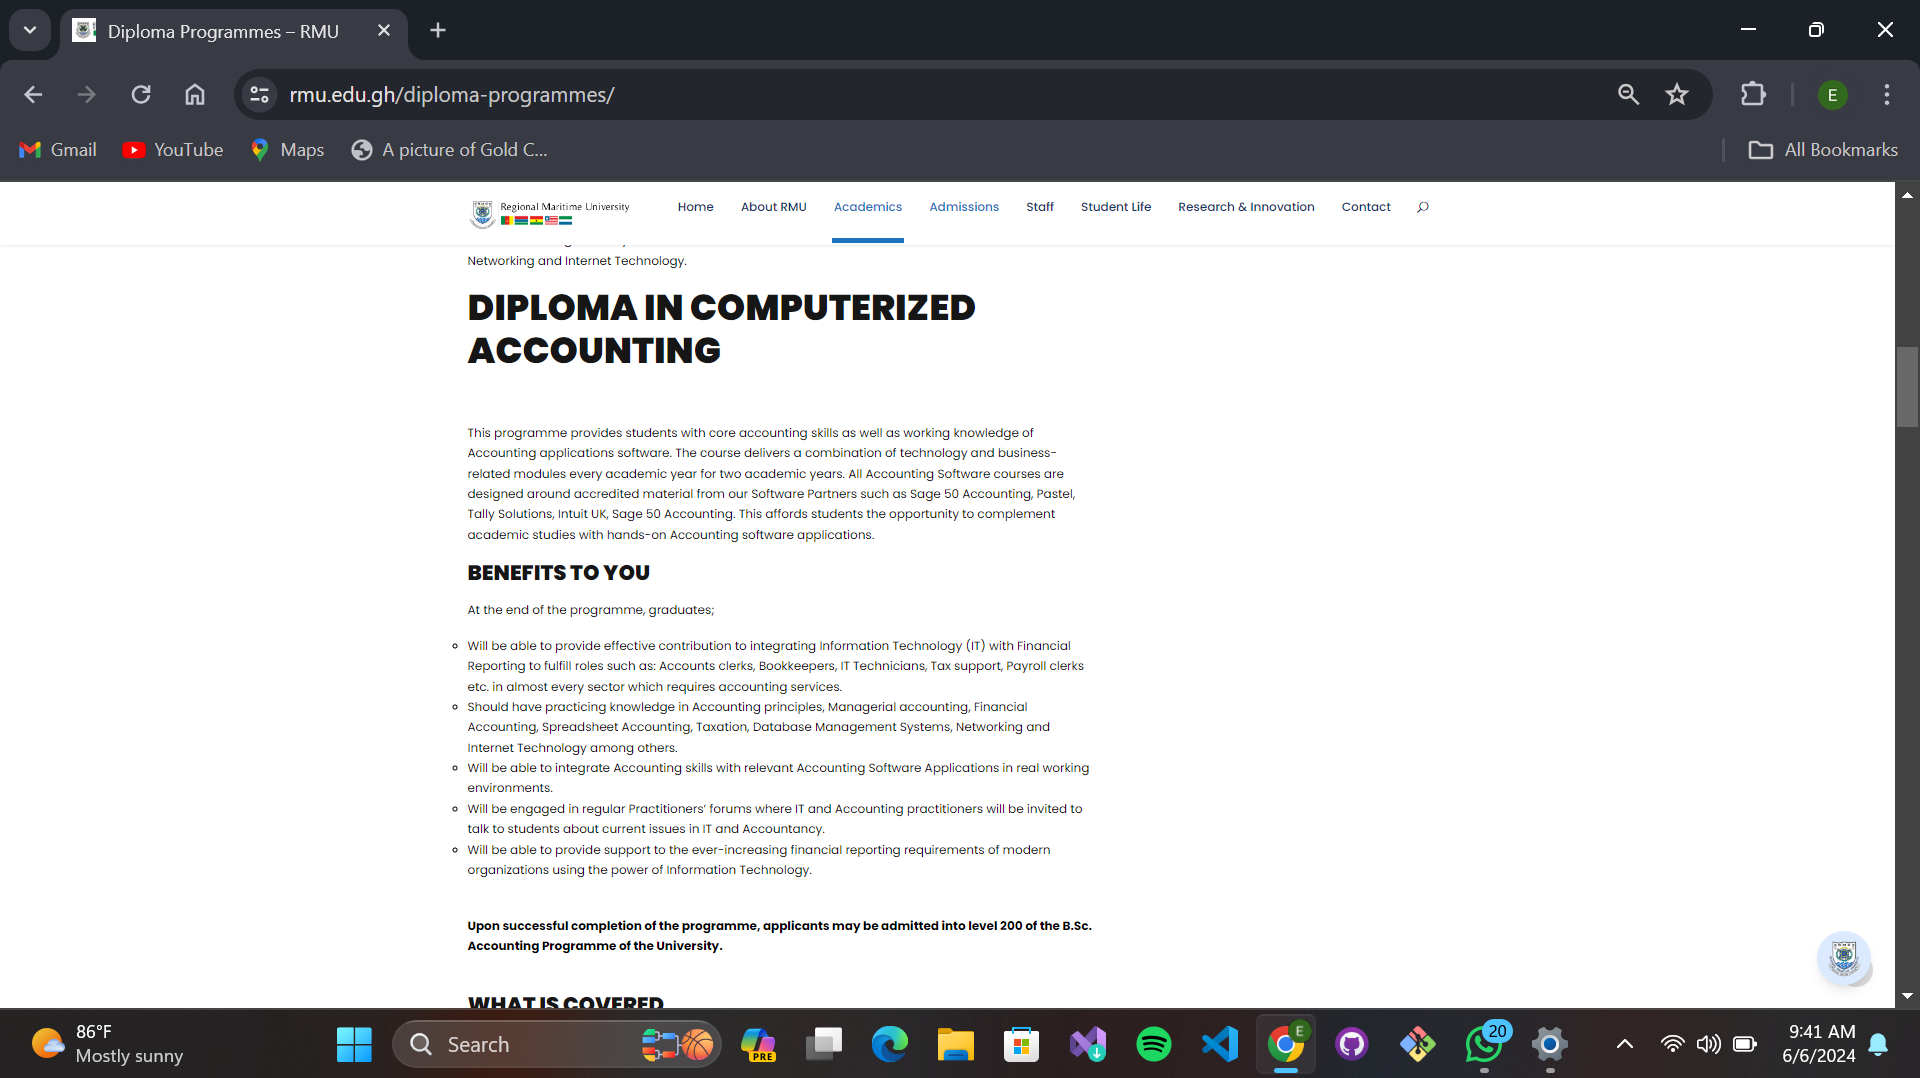 Diploma Programmes – RMU
rmu.edu.gh/diploma-programmes/
E
Gmail
YouTube
Maps
A picture of Gold C...
All Bookmarks
Regional Maritime University
Home
About RMU
Academics
Admissions
Staff
Student Life
Research & Innovation
Contact
Networking and Internet Technology.
DIPLOMA IN COMPUTERIZED
ACCOUNTING
This programme provides students with core accounting skills as well as working knowledge of
Accounting applications software. The course delivers a combination of technology and business-
related modules every academic year for two academic years. All Accounting Software courses are
designed around accredited material from our Software Partners such as Sage 50 Accounting, Pastel,
Tally Solutions, Intuit UK, Sage 50 Accounting. This affords students the opportunity to complement
academic studies with hands-on Accounting software applications.
BENEFITS TO YOU
At the end of the programme, graduates;
Will be able to provide effective contribution to integrating Information Technology (IT) with Financial
Reporting to fulfill roles such as: Accounts clerks, Bookkeepers, IT Technicians, Tax support, Payroll clerks
etc. in almost every sector which requires accounting services.
Should have practicing knowledge in Accounting principles, Managerial accounting, Financial
Accounting, Spreadsheet Accounting, Taxation, Database Management Systems, Networking and
Internet Technology among others.
Will be able to integrate Accounting skills with relevant Accounting Software Applications in real working
environments.
Will be engaged in regular Practitioners’ forums where IT and Accounting practitioners will be invited to
talk to students about current issues in IT and Accountancy.
Will be able to provide support to the ever-increasing financial reporting requirements of modern
organizations using the power of Information Technology.
Upon successful completion of the programme, applicants may be admitted into level 200 of the B.Sc.
Accounting Programme of the University.
WHAT IS COVERED
86°F
Mostly sunny
Search
PRE
E
20
9:41 AM
6/6/2024